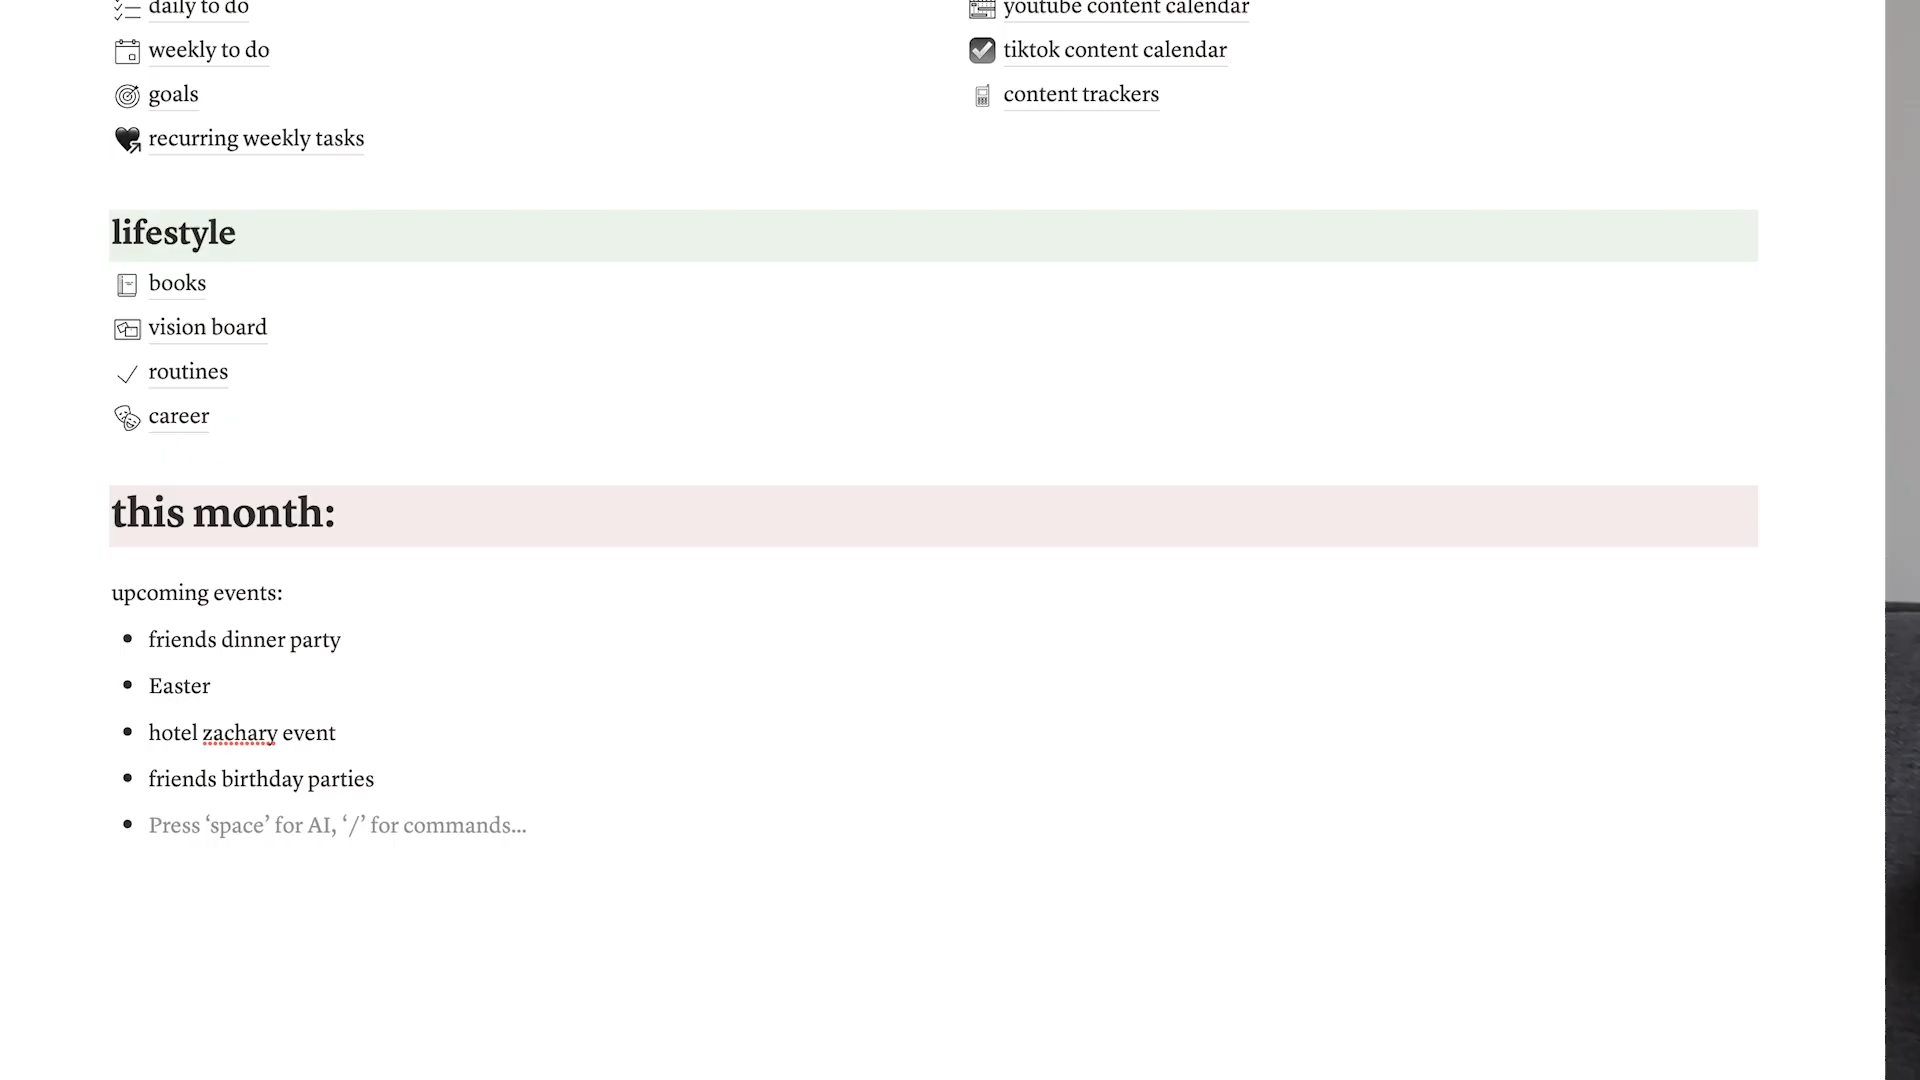 daily to do
weekly to do
goals
recurring weekly tasks
youtube content calendar
tiktok content calendar
content trackers
lifestyle
books
vision board
routines
career
this month:
upcoming events:
friends dinner party
Easter
hotel zachary event
friends birthday parties
Press ‘space’ for AI, ‘/’ for commands...